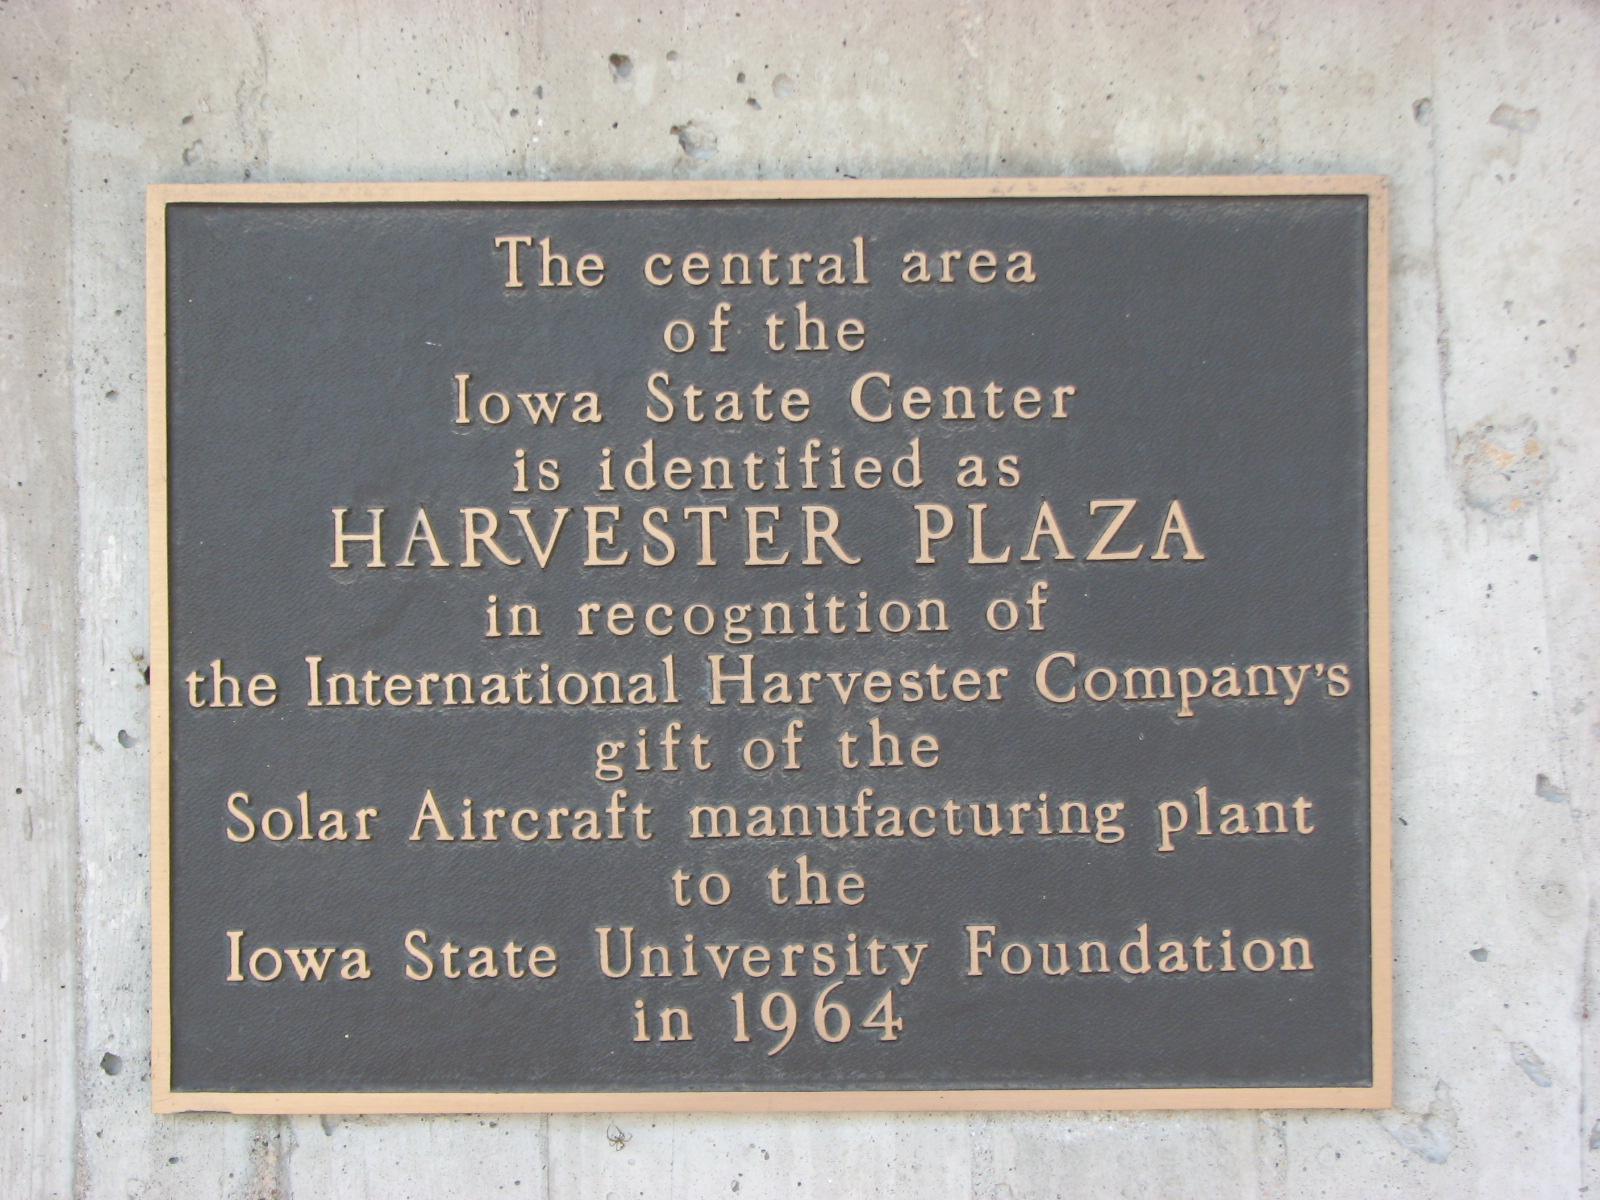 The central area
of the
Iowa State Center
is identified as
HARVESTER PLAZA
in recognition of
the International Harvester Company's
gift of the
Solar Aircraft manufacturing plant
to the
Iowa State University Foundation
in 1964